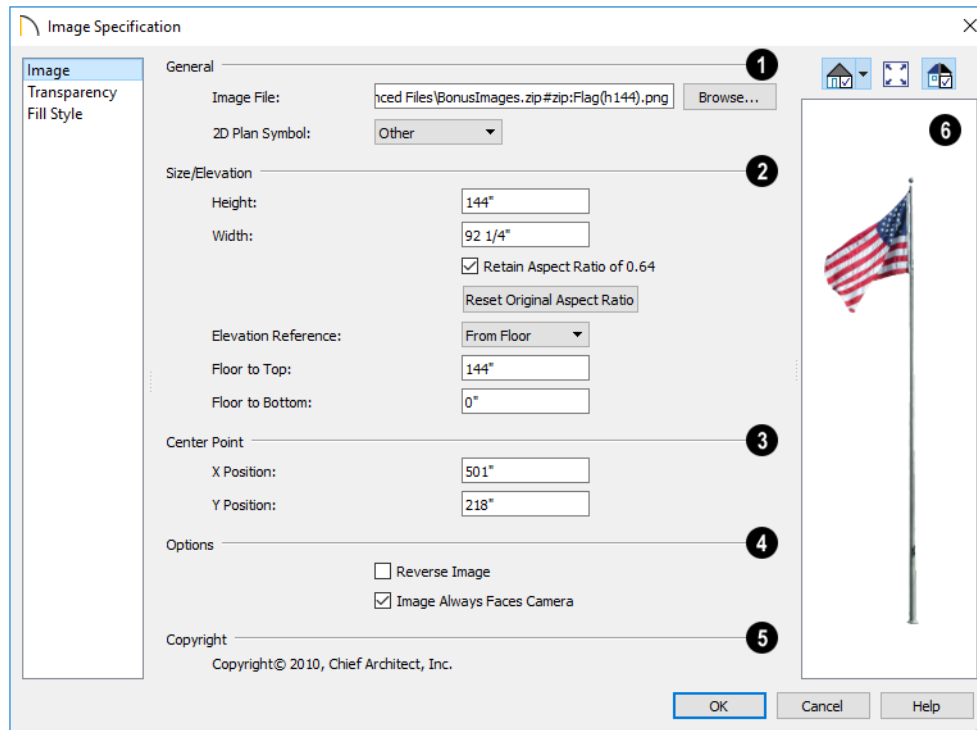 Image Specification
Image
Transparency
Fill Style
General
1
Image File:
nced Files\BonusImages.zip#zip:Flag(h144).png
Browse...
2D Plan Symbol:
Other
Size/Elevation
2
Height:
144"
Width:
92 1/4"
Retain Aspect Ratio of 0.64
Reset Original Aspect Ratio
Elevation Reference:
From Floor
Floor to Top:
144"
Floor to Bottom:
0"
Center Point
3
X Position:
501"
Y Position:
218"
Options
4
Reverse Image
Image Always Faces Camera
Copyright
5
Copyright© 2010, Chief Architect, Inc.
6
OK
Cancel
Help